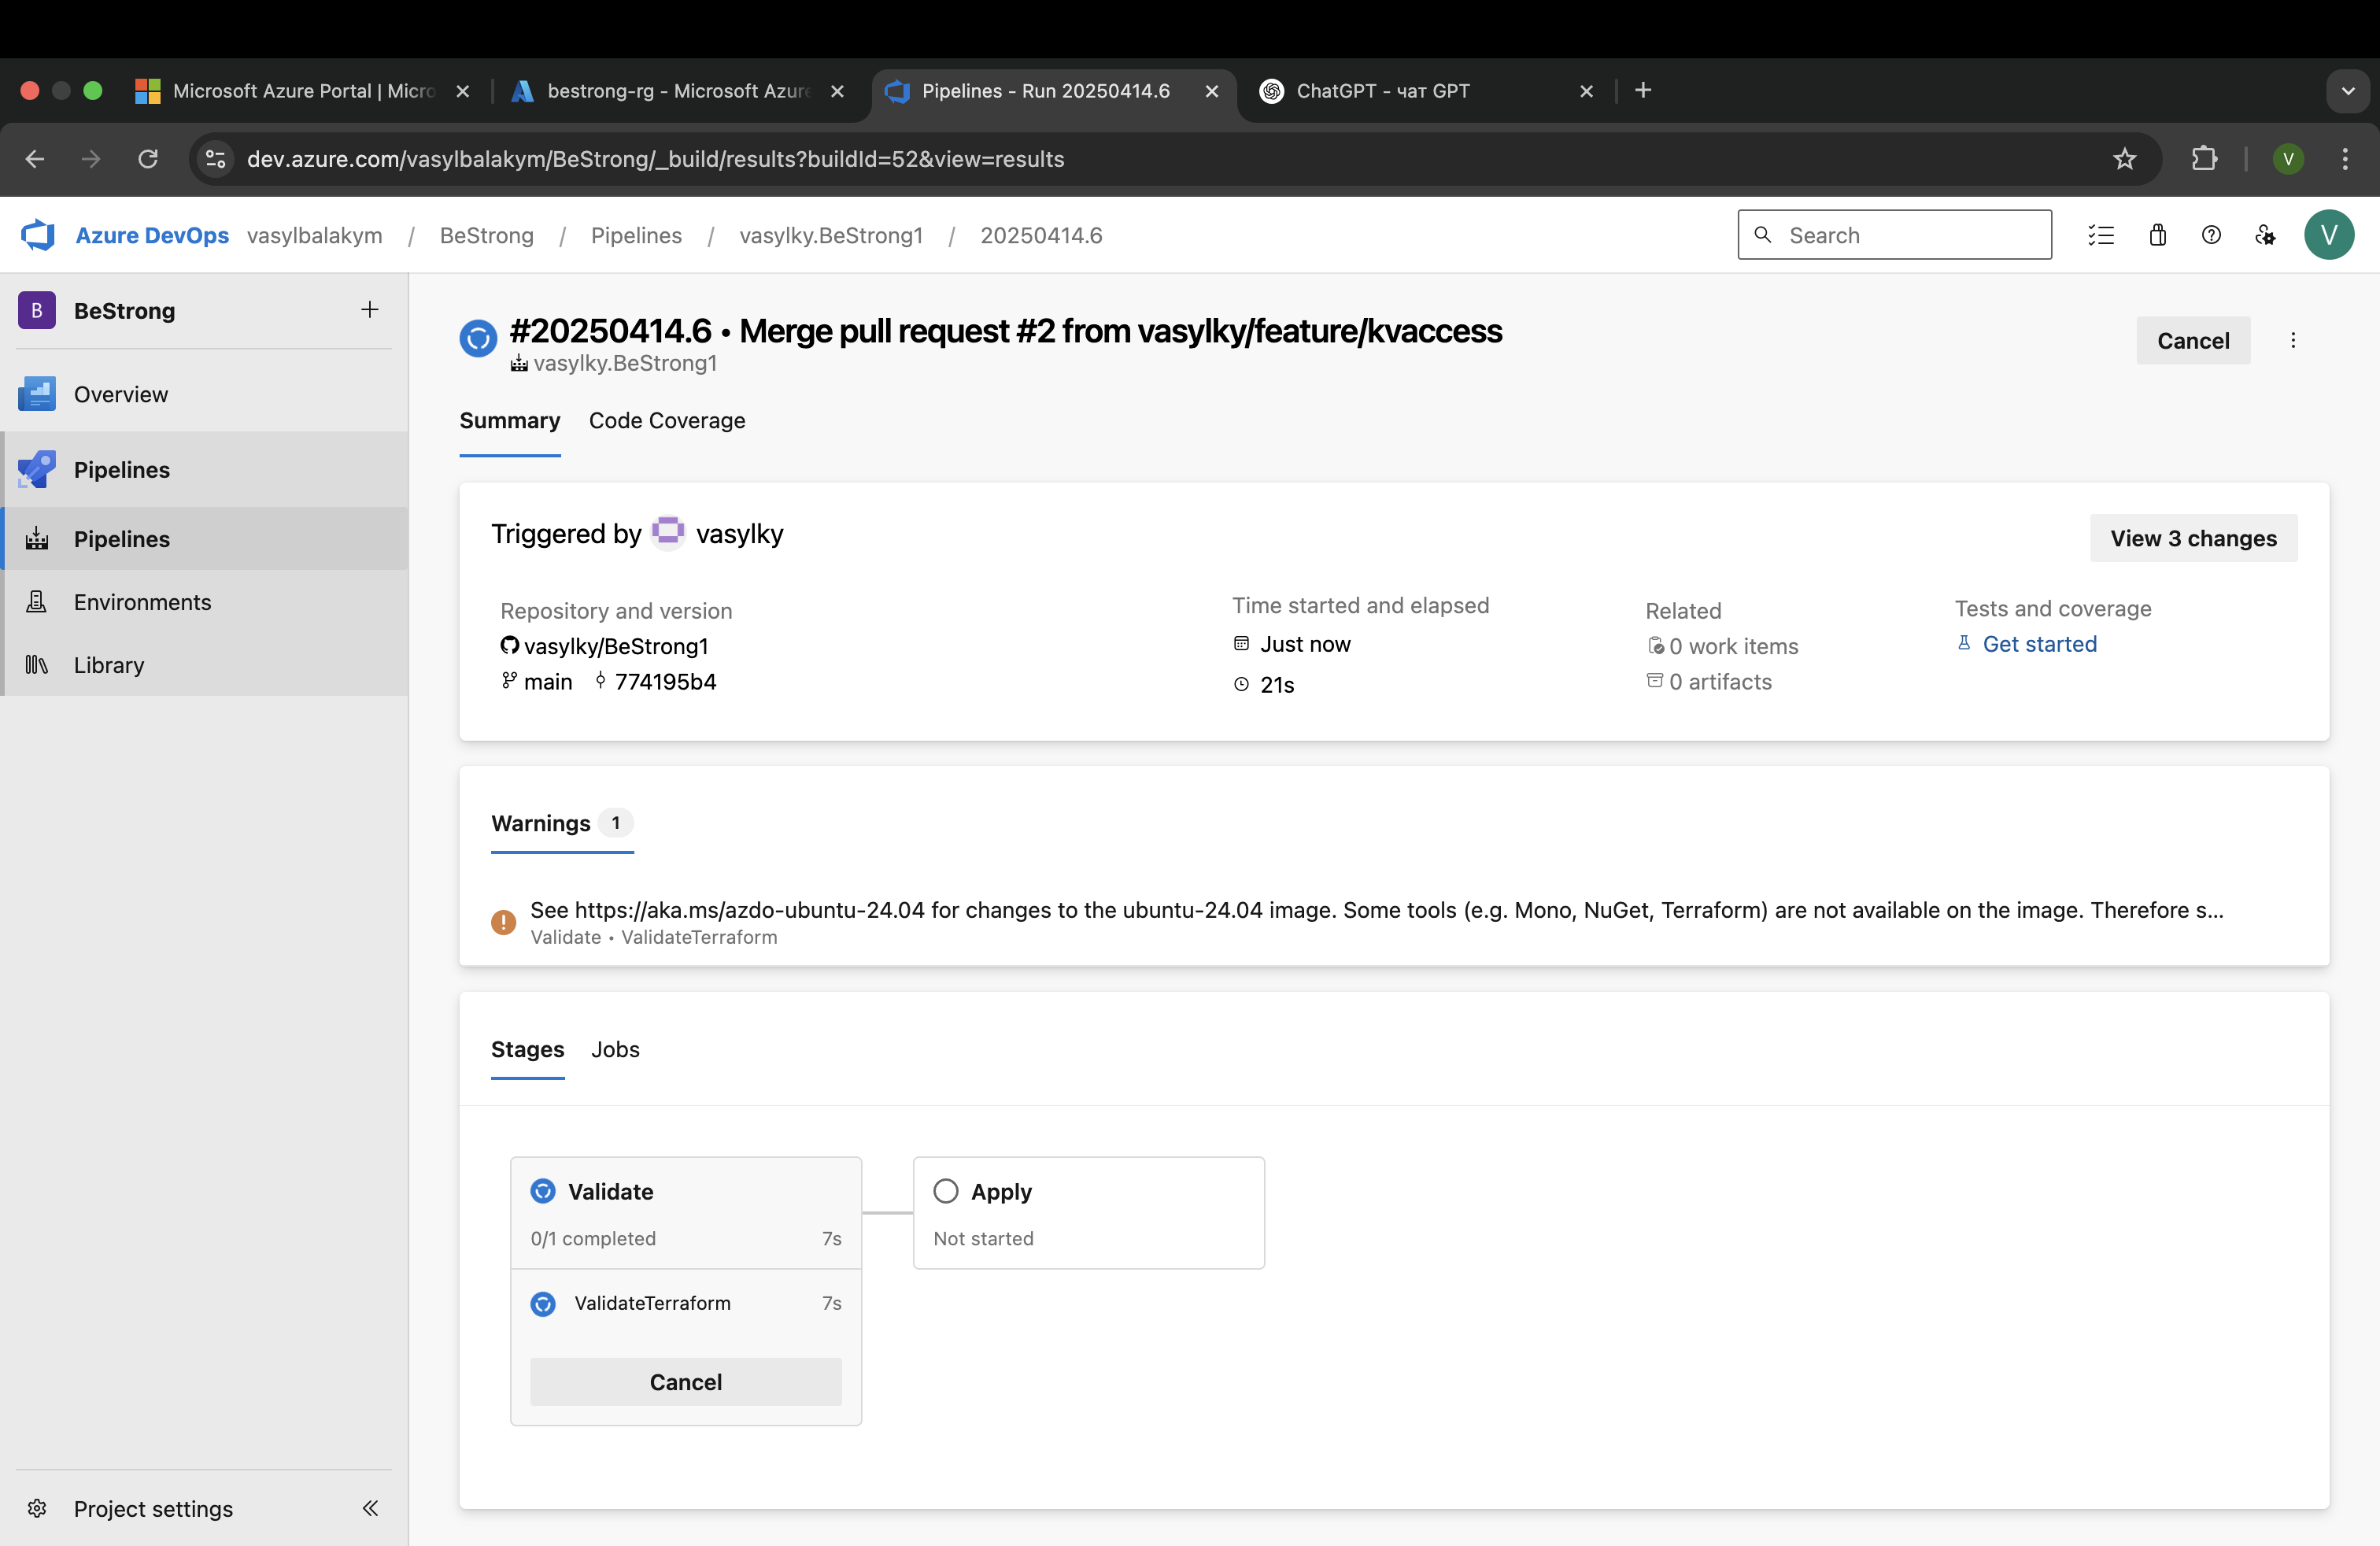 Microsoft Azure Portal | Micro
bestrong-rg - Microsoft Azure
Pipelines - Run 20250414.6
ChatGPT - чат GPT
dev.azure.com/vasylbalakym/BeStrong/_build/results?buildId=52&view=results
V
Azure DevOps vasylbalakym / BeStrong / Pipelines / vasylky.BeStrong1 / 20250414.6
Search
V
B BeStrong
Overview
Pipelines
Pipelines
Environments
Library
Project settings
#20250414.6 • Merge pull request #2 from vasylky/feature/kvaccess
vasylky.BeStrong1
Cancel
Summary Code Coverage
Triggered by vasylky
View 3 changes
Repository and version
vasylky/BeStrong1
main 774195b4
Time started and elapsed
Just now
21s
Related
0 work items
0 artifacts
Tests and coverage
Get started
Warnings 1
See https://aka.ms/azdo-ubuntu-24.04 for changes to the ubuntu-24.04 image. Some tools (e.g. Mono, NuGet, Terraform) are not available on the image. Therefore s...
Validate • ValidateTerraform
Stages Jobs
Validate
0/1 completed 7s
ValidateTerraform 7s
Cancel
Apply
Not started